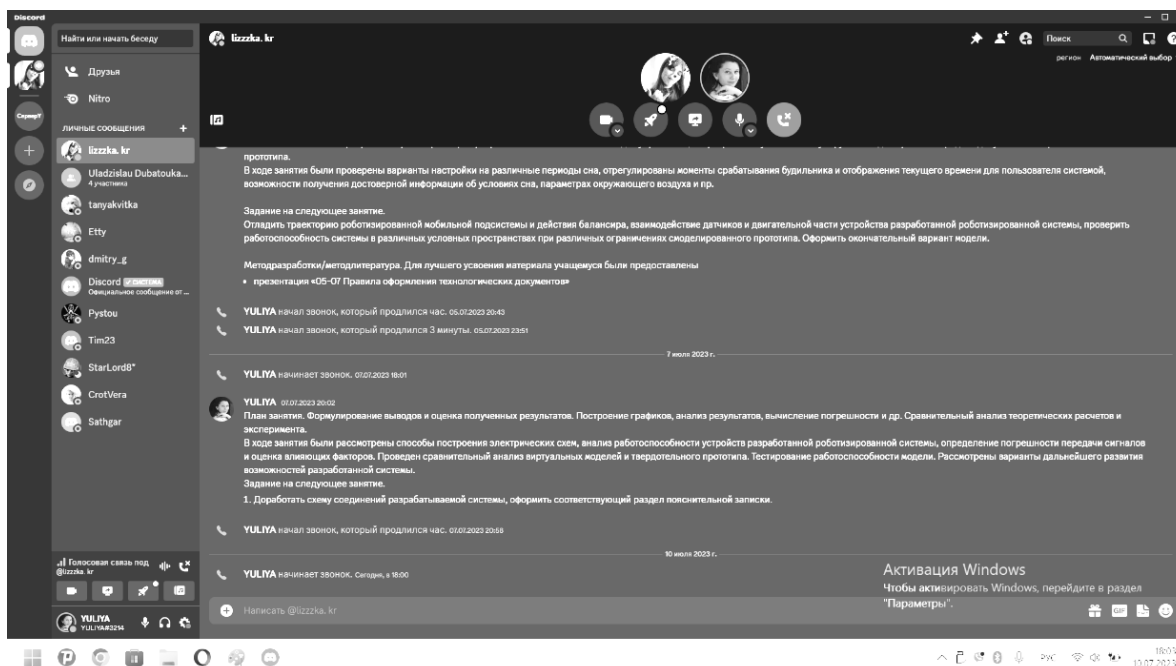 Discord
Найти или начать беседу
lizzzka. kr
Поиск
регион Автоматический выбор
Друзья
Nitro
СерверТ
ЛИЧНЫЕ СООБЩЕНИЯ +
lizzzka. kr
Uladzislau Dubatouka...
4 участника
tanyakvitka
Etty
dmitry_g
Discord ✓ СИСТЕМА
Официальное сообщение от ...
Pystou
Tim23
StarLord8"
CrotVera
Sathgar
прототипа.
В ходе занятия были проверены варианты настройки на различные периоды сна, отрегулированы моменты срабатывания будильника и отображения текущего времени для пользователя системой,
возможности получения достоверной информации об условиях сна, параметрах окружающего воздуха и пр.
Задание на следующее занятие.
Отладить траекторию роботизированной мобильной подсистемы и действия балансира, взаимодействие датчиков и двигательной части устройства разработанной роботизированной системы, проверить
работоспособность системы в различных условных пространствах при различных ограничениях смоделированного прототипа. Оформить окончательный вариант модели.
Методразработки/методлитература. Для лучшего усвоения материала учащемуся были предоставлены
• презентация «05-07 Правила оформления технологических документов»
YULIYA начал звонок, который продлился час. 05.07.2023 20:43
YULIYA начал звонок, который продлился 3 минуты. 05.07.2023 23:51
7 июля 2023 г.
YULIYA начинает звонок. 07.07.2023 18:01
YULIYA 07.07.2023 20:02
План занятия. Формулирование выводов и оценка полученных результатов. Построение графиков, анализ результатов, вычисление погрешности и др. Сравнительный анализ теоретических расчетов и
эксперимента.
В ходе занятия были рассмотрены способы построения электрических схем, анализ работоспособности устройств разработанной роботизированной системы, определение погрешности передачи сигналов
и оценка влияющих факторов. Проведен сравнительный анализ виртуальных моделей и твердотельного прототипа. Тестирование работоспособности модели. Рассмотрены варианты дальнейшего развития
возможностей разработанной системы.
Задание на следующее занятие.
1. Доработать схему соединений разрабатываемой системы, оформить соответствующий раздел пояснительной записки.
YULIYA начал звонок, который продлился час. 07.07.2023 20:58
10 июля 2023 г.
YULIYA начинает звонок. Сегодня, в 18:00
Написать @lizzzka. kr
GIF
Активация Windows
Чтобы активировать Windows, перейдите в раздел
"Параметры".
Голосовая связь под
@lizzzka. kr
YULIYA
YULIYA#3214
РУС
10.07.2023